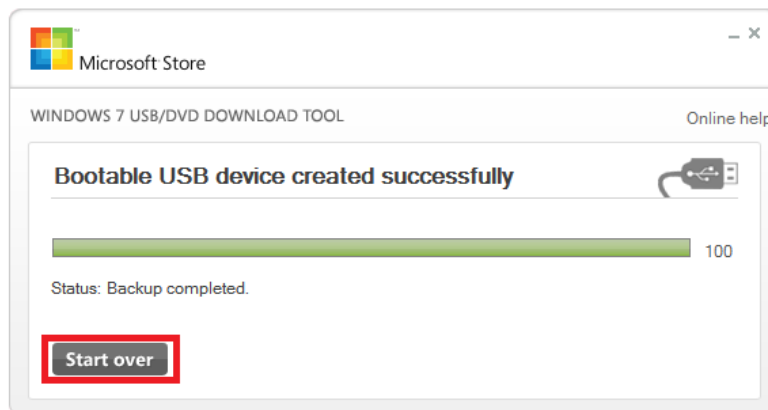 Microsoft Store
WINDOWS 7 USB/DVD DOWNLOAD TOOL
Online help
Bootable USB device created successfully
100
Status: Backup completed.
Start over